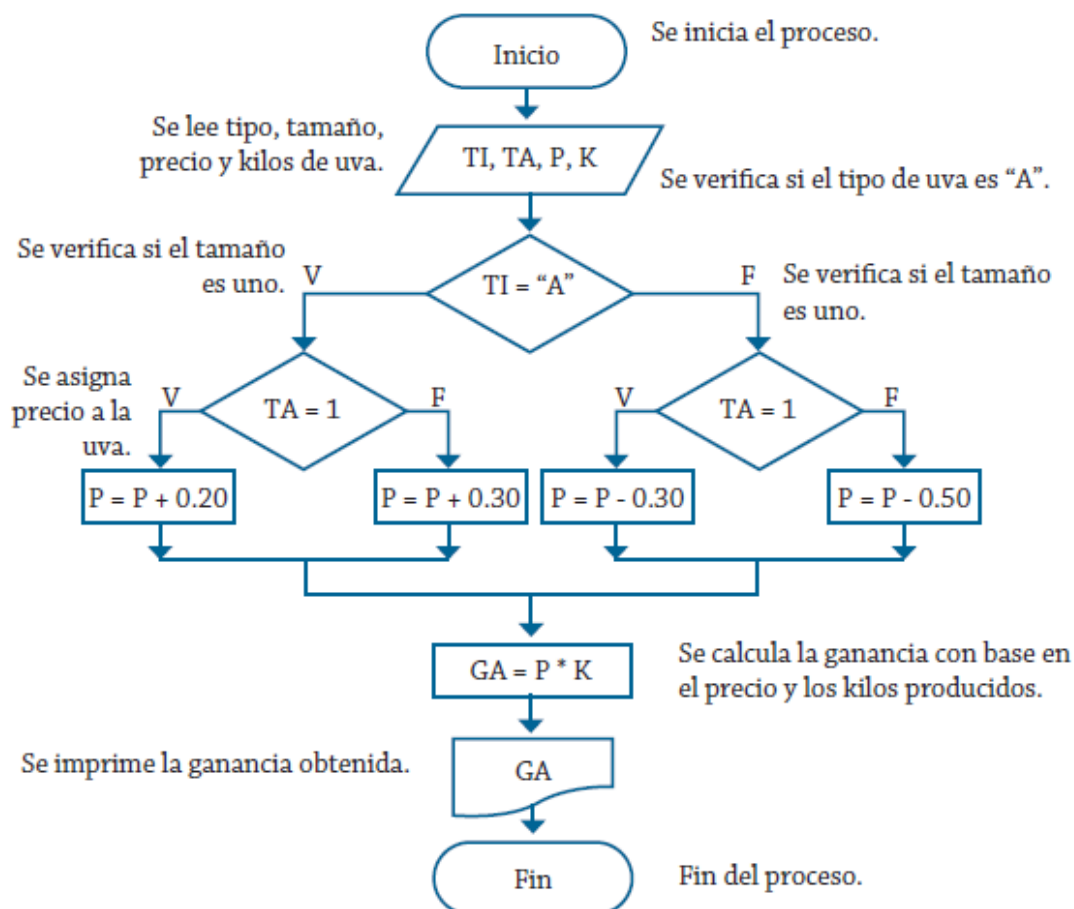 Inicio
Se inicia el proceso.
Se lee tipo, tamaño,
precio y kilos de uva.
TI, TA, P, K
Se verifica si el tipo de uva es “A”.
Se verifica si el tamaño
es uno.
V
TI = “A”
F
Se verifica si el tamaño
es uno.
Se asigna
precio a la
uva.
V
TA = 1
F
V
TA = 1
F
P = P + 0.20
P = P + 0.30
P = P - 0.30
P = P - 0.50
GA = P * K
Se calcula la ganancia con base en
el precio y los kilos producidos.
Se imprime la ganancia obtenida.
GA
Fin
Fin del proceso.